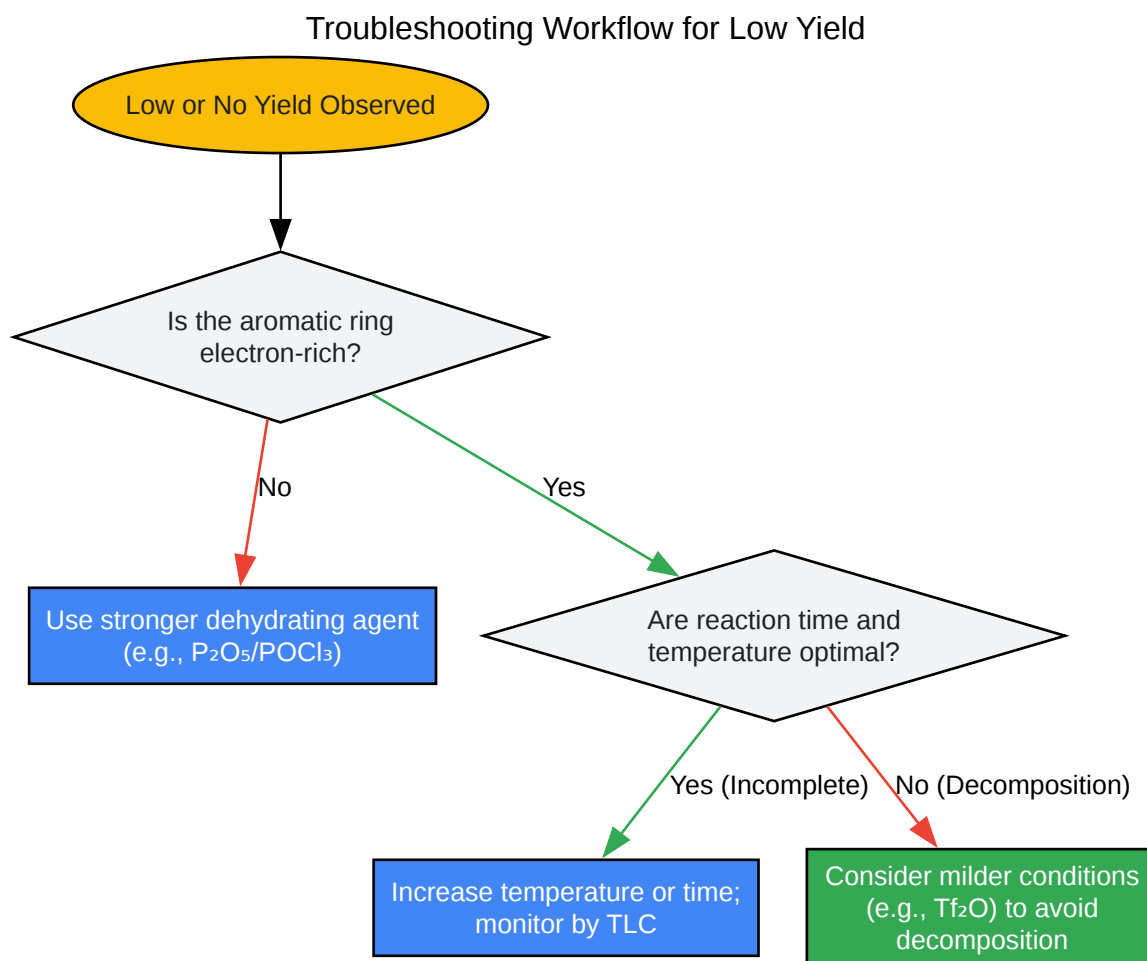 Troubleshooting Workflow for Low Yield
Low or No Yield Observed
Is the aromatic ring
electron-rich?
No
Yes
Use stronger dehydrating agent
(e.g., P₂O₅/POCl₃)
Are reaction time and
temperature optimal?
Yes (Incomplete)
No (Decomposition)
Increase temperature or time;
monitor by TLC
Consider milder conditions
(e.g., Tf₂O) to avoid
decomposition